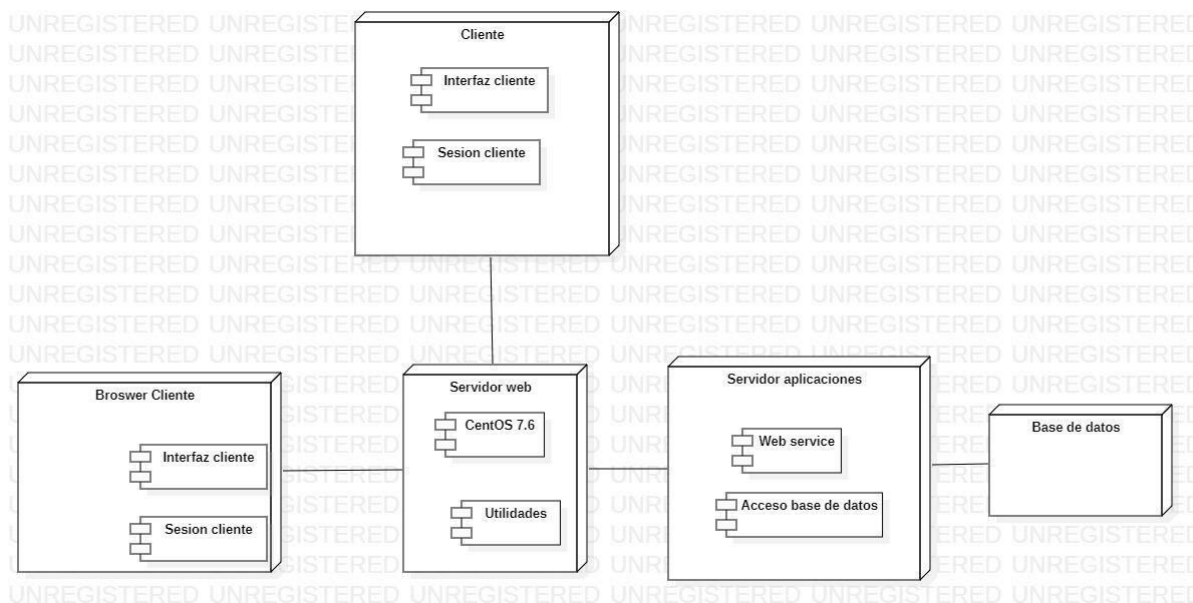 Cliente
Interfaz cliente
Sesion cliente
Broswer Cliente
Interfaz cliente
Sesion cliente
Servidor web
CentOS 7.6
Utilidades
Servidor aplicaciones
Web service
Acceso base de datos
Base de datos
UNREGISTERED